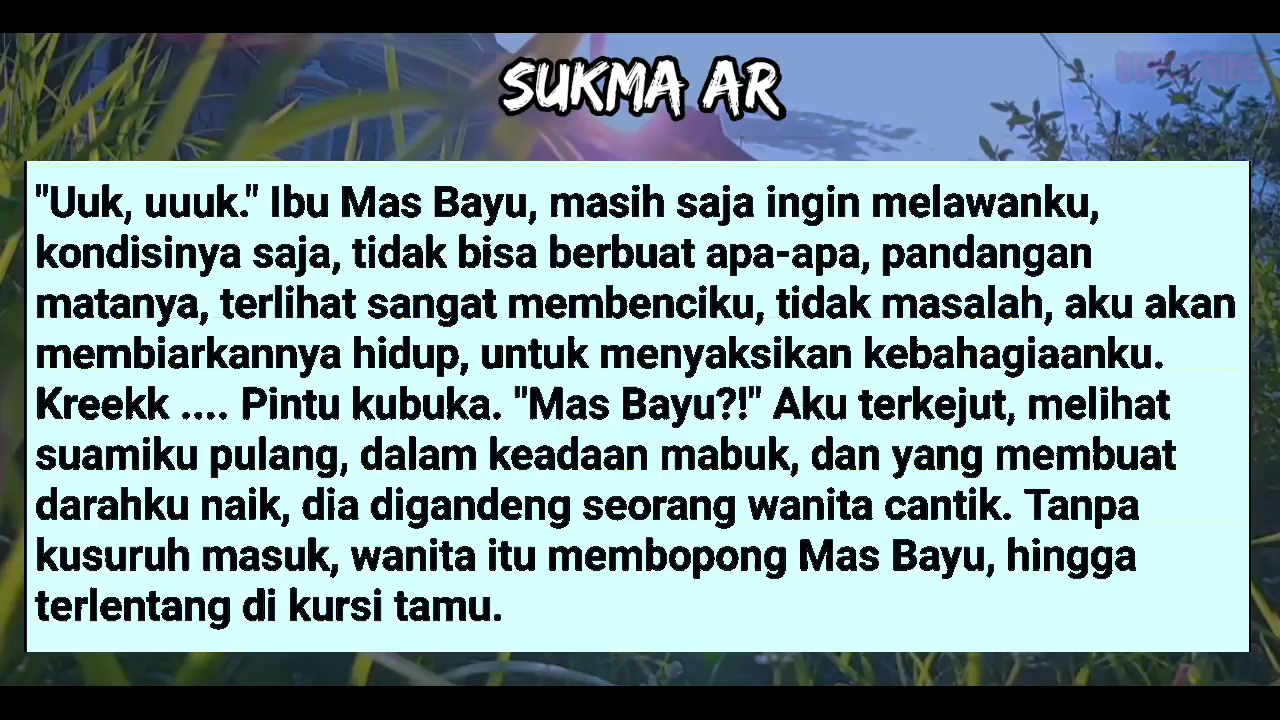 SUKMA AR
SUBSCRIBE
"Uuk, uuuk." Ibu Mas Bayu, masih saja ingin melawanku,
kondisinya saja, tidak bisa berbuat apa-apa, pandangan
matanya, terlihat sangat membenciku, tidak masalah, aku akan
membiarkannya hidup, untuk menyaksikan kebahagiaanku.
Kreekk .... Pintu kubuka. "Mas Bayu?!" Aku terkejut, melihat
suamiku pulang, dalam keadaan mabuk, dan yang membuat
darahku naik, dia digandeng seorang wanita cantik. Tanpa
kusuruh masuk, wanita itu membopong Mas Bayu, hingga
terlentang di kursi tamu.